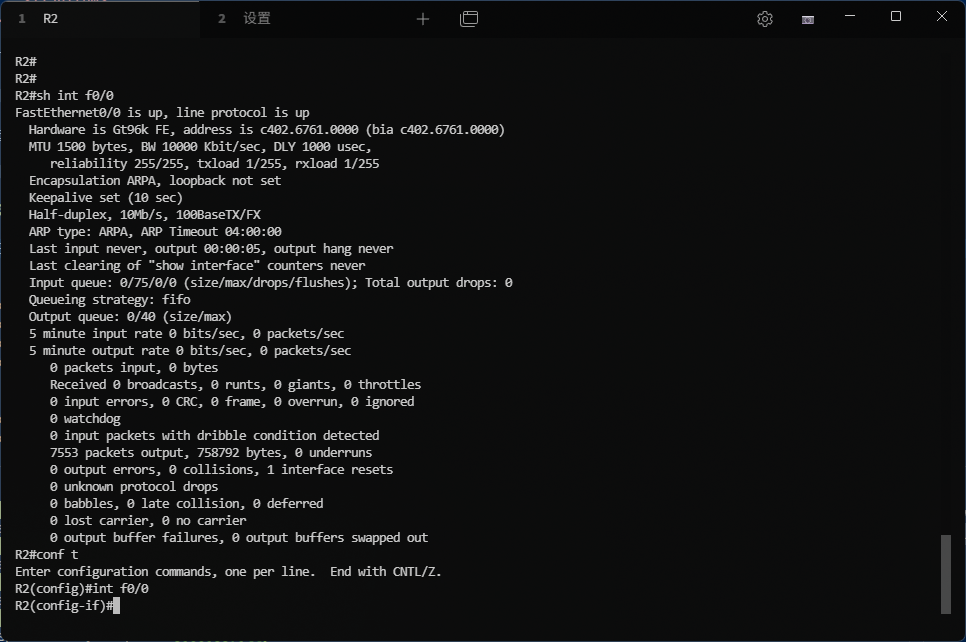 1 R2 2 设置
R2#
R2#
R2#sh int f0/0
FastEthernet0/0 is up, line protocol is up
  Hardware is Gt96k FE, address is c402.6761.0000 (bia c402.6761.0000)
  MTU 1500 bytes, BW 10000 Kbit/sec, DLY 1000 usec,
     reliability 255/255, txload 1/255, rxload 1/255
  Encapsulation ARPA, loopback not set
  Keepalive set (10 sec)
  Half-duplex, 10Mb/s, 100BaseTX/FX
  ARP type: ARPA, ARP Timeout 04:00:00
  Last input never, output 00:00:05, output hang never
  Last clearing of "show interface" counters never
  Input queue: 0/75/0/0 (size/max/drops/flushes); Total output drops: 0
  Queueing strategy: fifo
  Output queue: 0/40 (size/max)
  5 minute input rate 0 bits/sec, 0 packets/sec
  5 minute output rate 0 bits/sec, 0 packets/sec
     0 packets input, 0 bytes
     Received 0 broadcasts, 0 runts, 0 giants, 0 throttles
     0 input errors, 0 CRC, 0 frame, 0 overrun, 0 ignored
     0 watchdog
     0 input packets with dribble condition detected
     7553 packets output, 758792 bytes, 0 underruns
     0 output errors, 0 collisions, 1 interface resets
     0 unknown protocol drops
     0 babbles, 0 late collision, 0 deferred
     0 lost carrier, 0 no carrier
     0 output buffer failures, 0 output buffers swapped out
R2#conf t
Enter configuration commands, one per line.  End with CNTL/Z.
R2(config)#int f0/0
R2(config-if)#